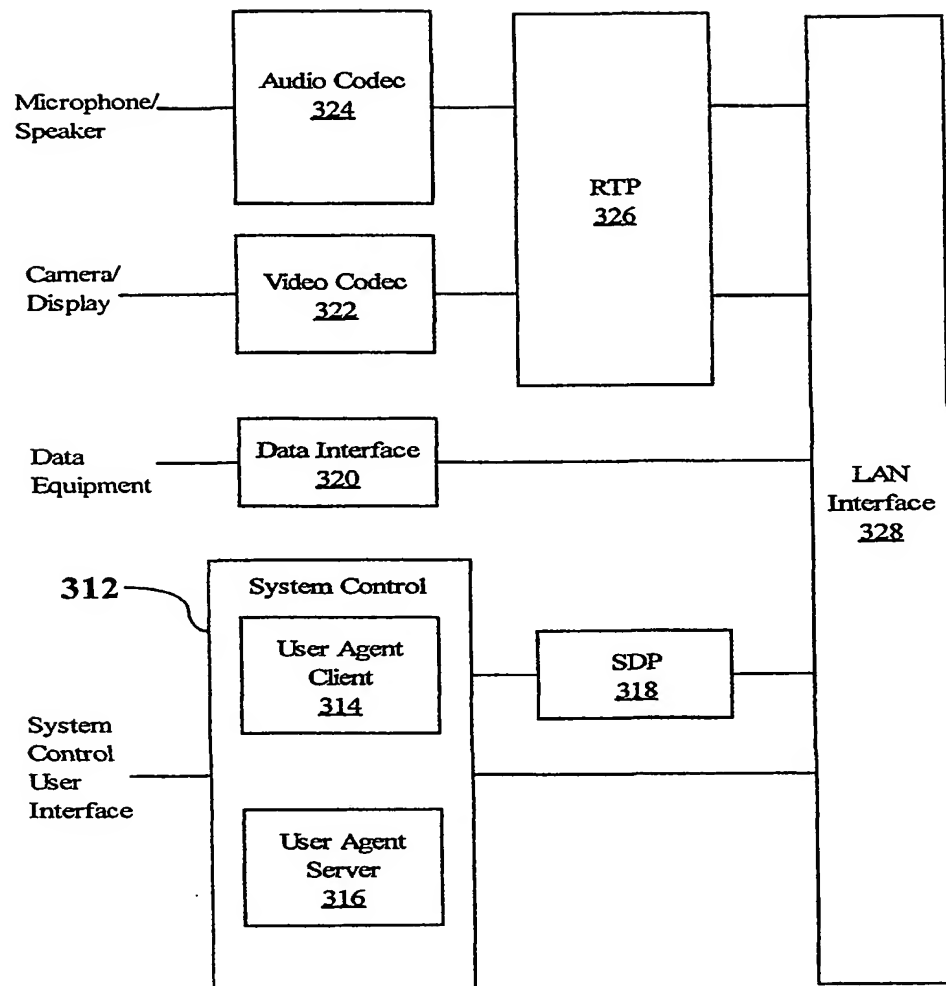 Microphone/
Speaker
Audio Codec
324
RTP
326
Camera/
Display
Video Codec
322
Data
Equipment
Data Interface
320
LAN
Interface
328
312
System Control
User Agent
Client
314
SDP
318
System
Control
User
Interface
User Agent
Server
316